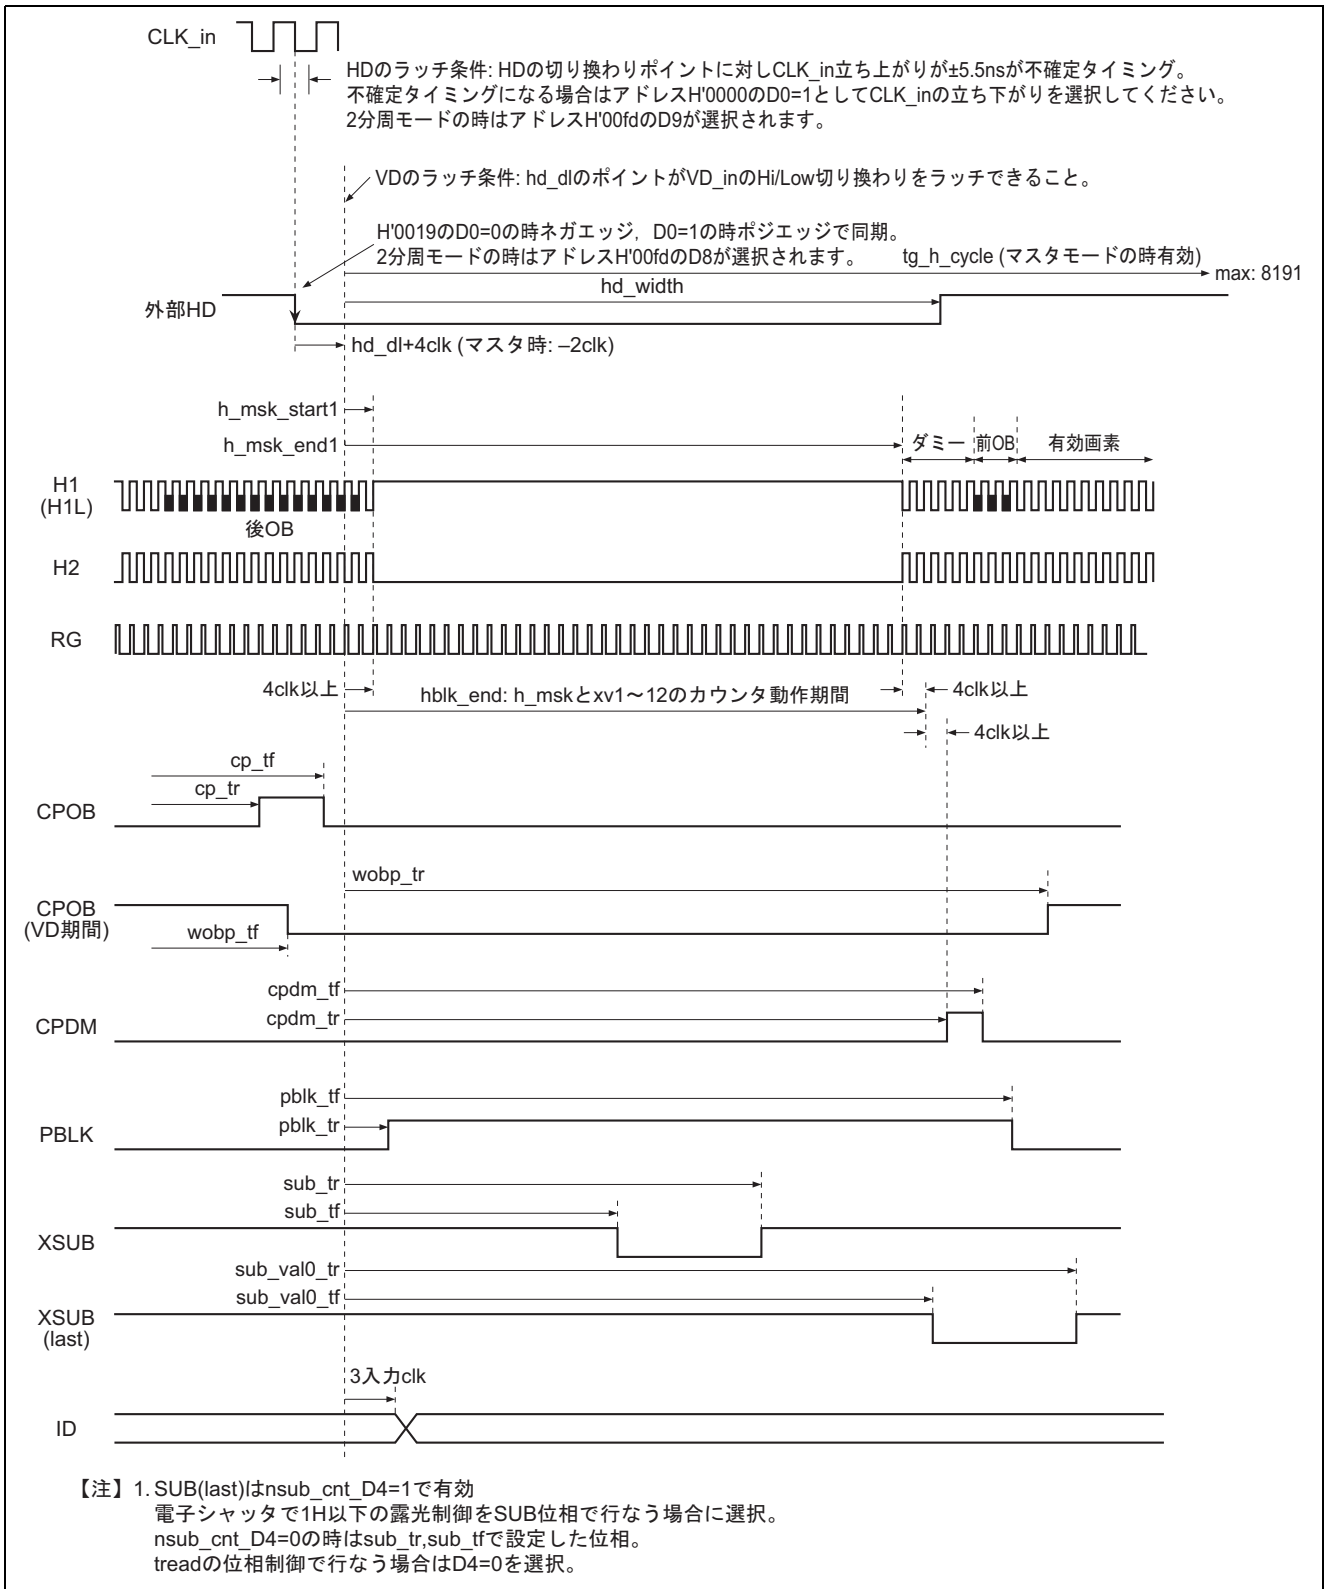 CLK_in
HDのラッチ条件: HDの切り換わりポイントに対しCLK_in立ち上がりが±5.5nsが不確定タイミング。
不確定タイミングになる場合はアドレスH'0000のD0=1としてCLK_inの立ち下がりを選択してください。
2分周モードの時はアドレスH'00fdのD9が選択されます。
VDのラッチ条件: hd_dlのポイントがVD_inのHi/Low切り換わりをラッチできること。
H'0019のD0=0の時ネガエッジ, D0=1の時ポジエッジで同期。
2分周モードの時はアドレスH'00fdのD8が選択されます。
tg_h_cycle (マスタモードの時有効)
max: 8191
hd_width
外部HD
hd_dl+4clk (マスタ時: –2clk)
h_msk_start1
h_msk_end1
ダミー
前OB
有効画素
H1
(H1L)
後OB
H2
RG
4clk以上
hblk_end: h_mskとxv1〜12のカウンタ動作期間
4clk以上
4clk以上
cp_tf
cp_tr
CPOB
wobp_tr
CPOB
(VD期間)
wobp_tf
cpdm_tf
cpdm_tr
CPDM
pblk_tf
pblk_tr
PBLK
sub_tr
sub_tf
XSUB
sub_val0_tr
sub_val0_tf
XSUB
(last)
3入力clk
ID
【注】1. SUB(last)はnsub_cnt_D4=1で有効
電子シャッタで1H以下の露光制御をSUB位相で行なう場合に選択。
nsub_cnt_D4=0の時はsub_tr,sub_tfで設定した位相。
treadの位相制御で行なう場合はD4=0を選択。